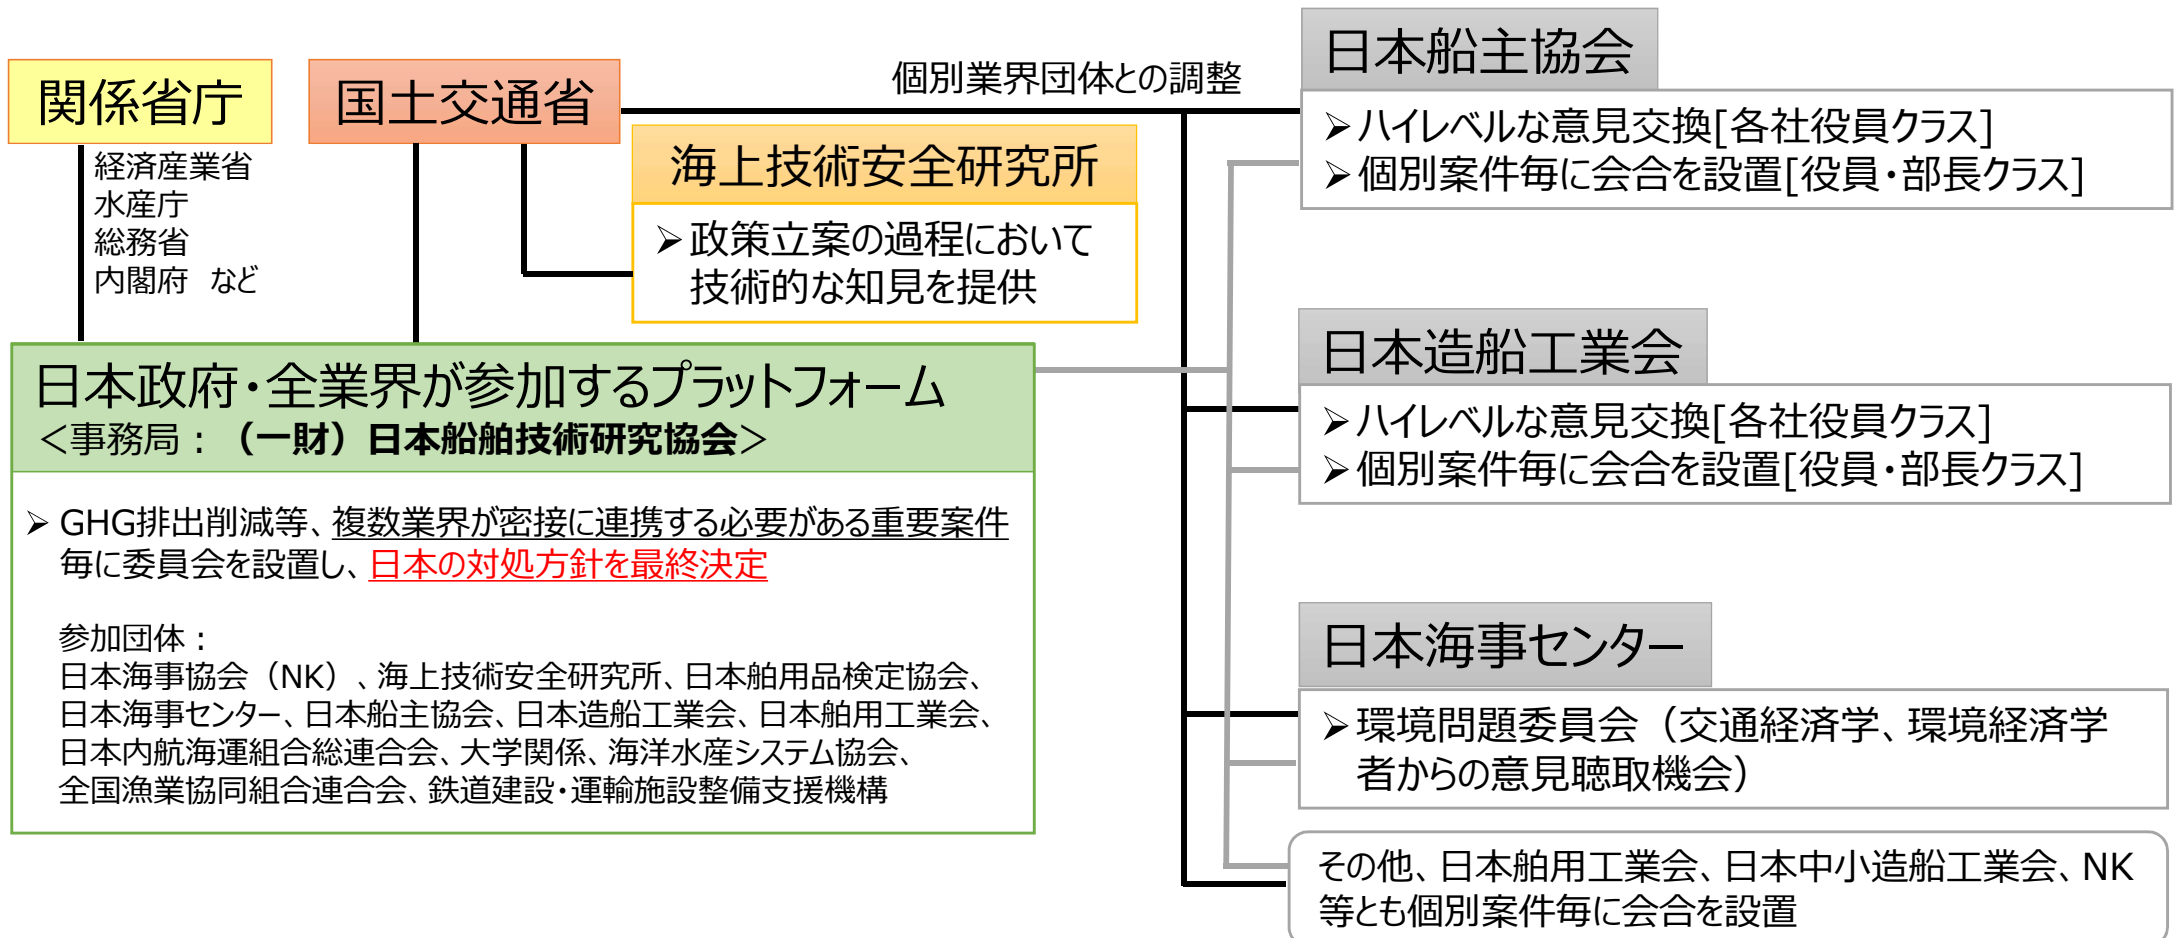 関係省庁
経済産業省
水産庁
総務省
内閣府　など
国土交通省
個別業界団体との調整
海上技術安全研究所
➢政策立案の過程において
技術的な知見を提供
日本政府・全業界が参加するプラットフォーム
＜事務局：（一財）日本船舶技術研究協会＞
➢ GHG排出削減等、複数業界が密接に連携する必要がある重要案件
毎に委員会を設置し、日本の対処方針を最終決定
参加団体：
日本海事協会（NK）、海上技術安全研究所、日本舶用品検定協会、
日本海事センター、日本船主協会、日本造船工業会、日本舶用工業会、
日本内航海運組合総連合会、大学関係、海洋水産システム協会、
全国漁業協同組合連合会、鉄道建設・運輸施設整備支援機構
日本船主協会
➢ハイレベルな意見交換[各社役員クラス]
➢個別案件毎に会合を設置[役員・部長クラス]
日本造船工業会
➢ハイレベルな意見交換[各社役員クラス]
➢個別案件毎に会合を設置[役員・部長クラス]
日本海事センター
➢環境問題委員会（交通経済学、環境経済学
者からの意見聴取機会）
その他、日本舶用工業会、日本中小造船工業会、NK
等とも個別案件毎に会合を設置